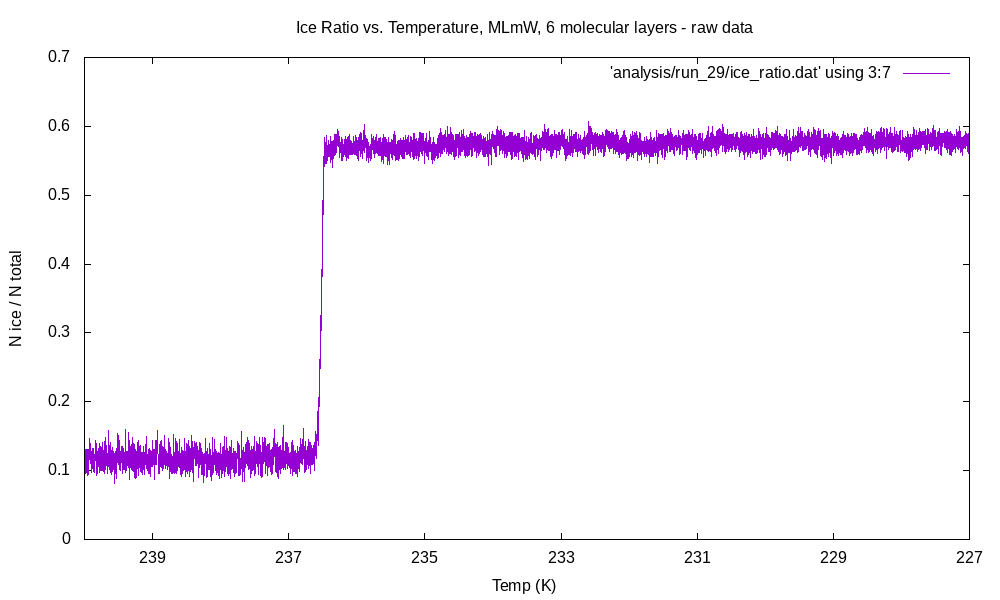 Ice Ratio vs. Temperature, MLmW, 6 molecular layers - raw data
'analysis/run_29/ice_ratio.dat' using 3:7
0.7
0.6
0.5
0.4
0.3
0.2
0.1
0
N ice / N total
239 237 235 233 231 229 227
Temp (K)